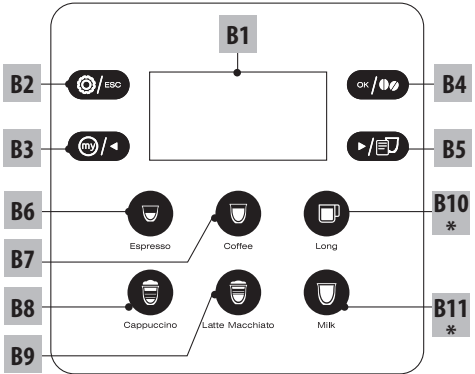 B1
B2 ESC OK B4
B3 my B5
B6 B10
*
Espresso Coffee Long
B7
B8 B11
*
Cappuccino Latte Macchiato Milk
B9